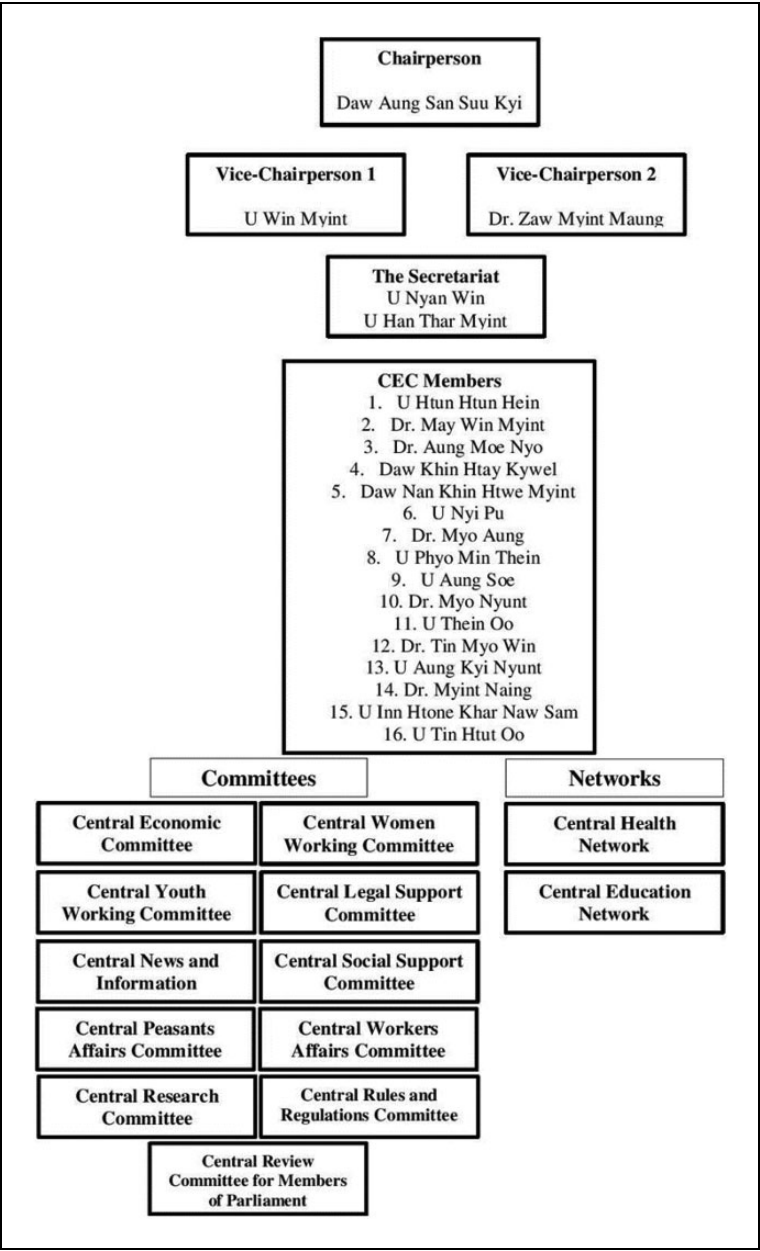 Chairperson
Daw Aung San Suu Kyi
Vice-Chairperson 1
U Win Myint
Vice-Chairperson 2
Dr. Zaw Myint Maung
The Secretariat
U Nyan Win
U Han Thar Myint
CEC Members
1. U Htun Htun Hein
2. Dr. May Win Myint
3. Dr. Aung Moe Nyo
4. Daw Khin Htay Kywel
5. Daw Nan Khin Htwe Myint
6. U Nyi Pu
7. Dr. Myo Aung
8. U Phyo Min Thein
9. U Aung Soe
10. Dr. Myo Nyunt
11. U Thein Oo
12. Dr. Tin Myo Win
13. U Aung Kyi Nyunt
14. Dr. Myint Naing
15. U Inn Htone Khar Naw Sam
16. U Tin Htut Oo
Committees
Central Economic
Committee
Central Women
Working Committee
Central Youth
Working Committee
Central Legal Support
Committee
Central News and
Information
Central Social Support
Committee
Central Peasants
Affairs Committee
Central Workers
Affairs Committee
Central Research
Committee
Central Rules and
Regulations Committee
Central Review
Committee for Members
of Parliament
Networks
Central Health
Network
Central Education
Network